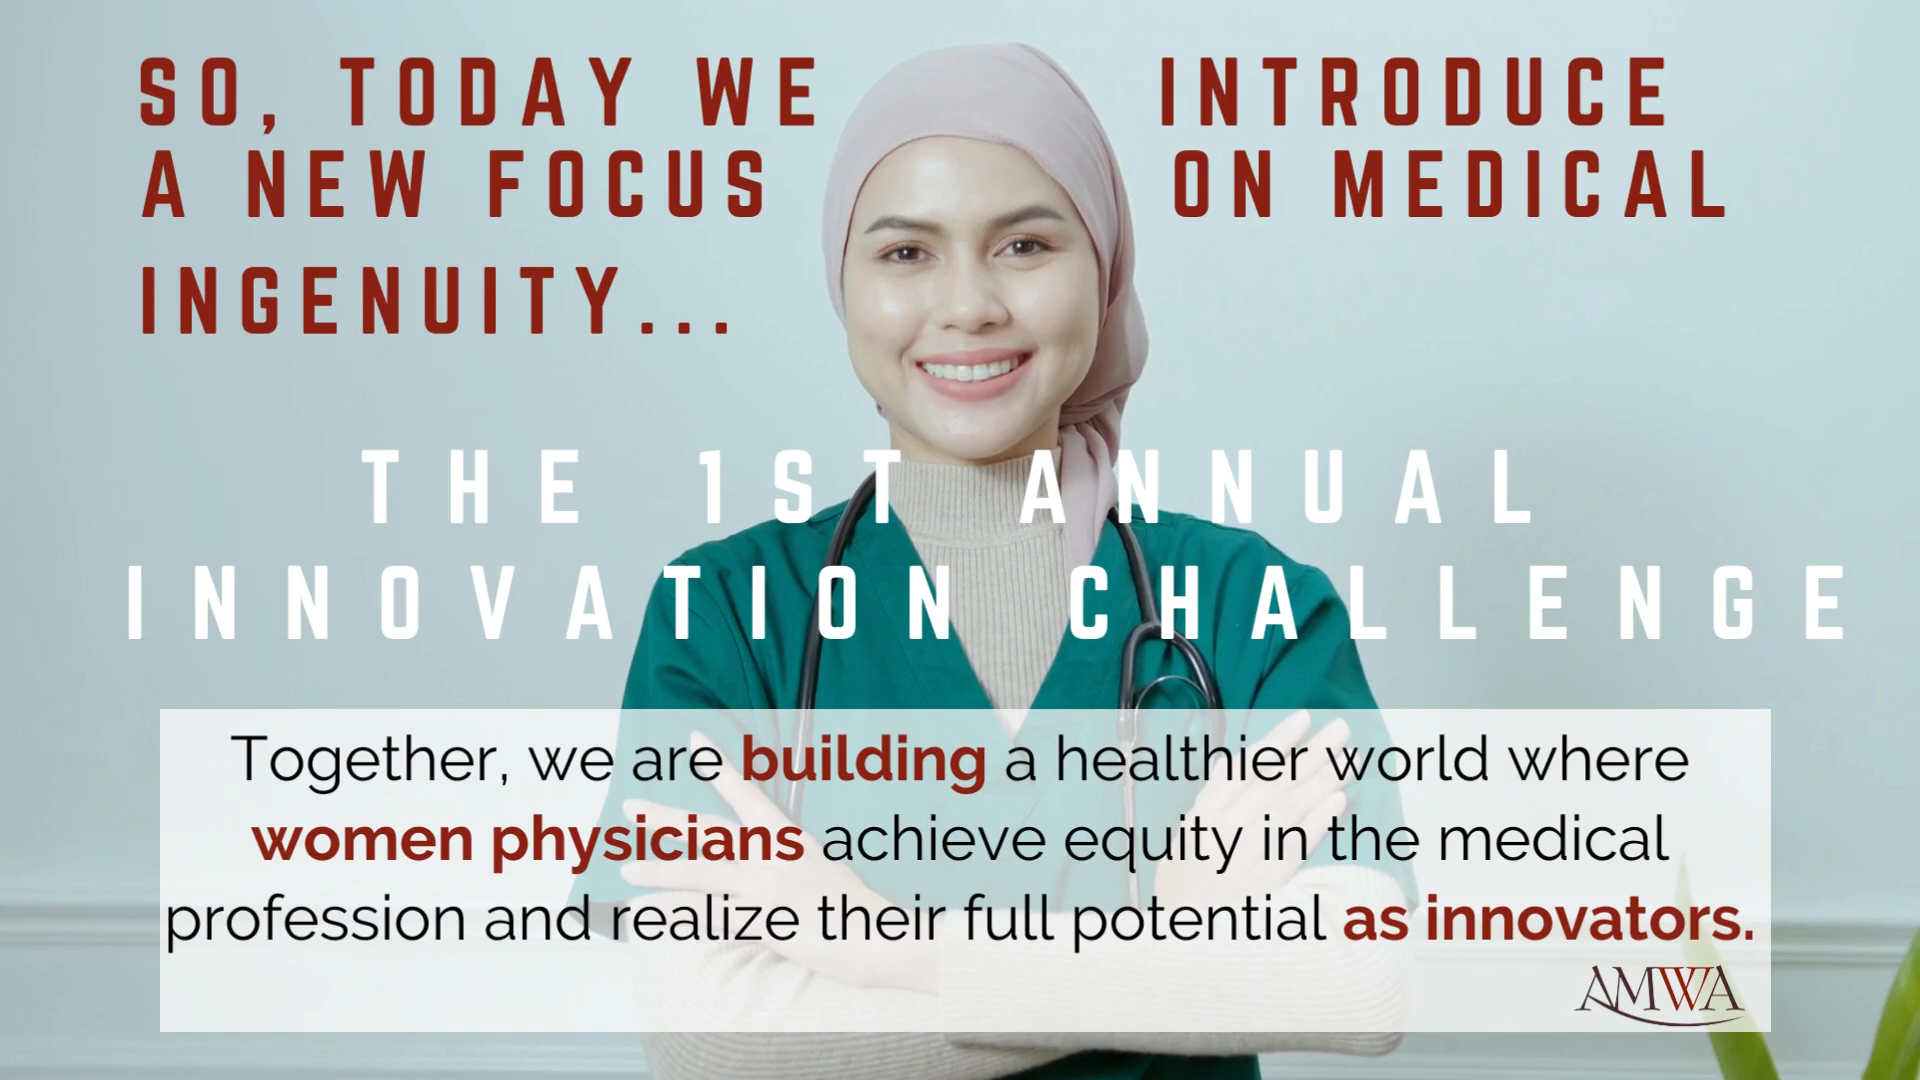 SO, TODAY WE INTRODUCE
A NEW FOCUS ON MEDICAL
INGENUITY...
THE 1ST ANNUAL
INNOVATION CHALLENGE
Together, we are building a healthier world where
women physicians achieve equity in the medical
profession and realize their full potential as innovators.
AMWA